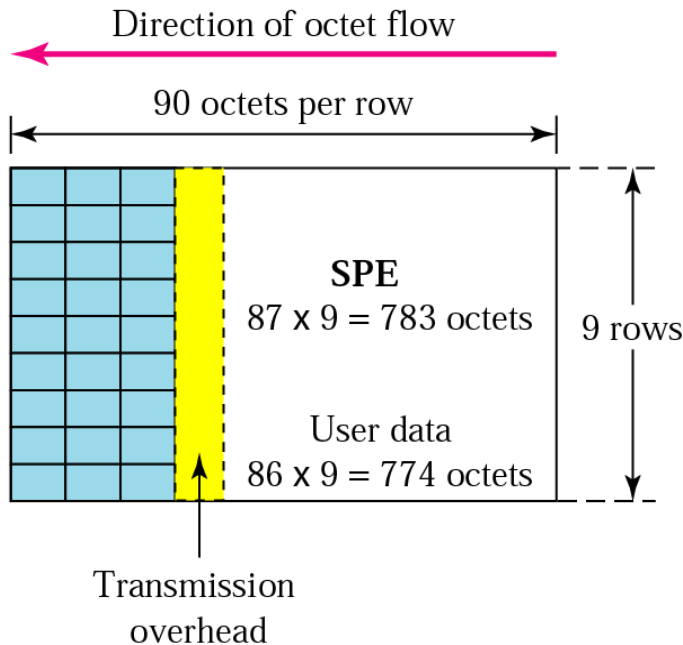 Direction of octet flow
90 octets per row
SPE
87 x 9 = 783 octets
9 rows
User data
86 x 9 = 774 octets
Transmission
overhead